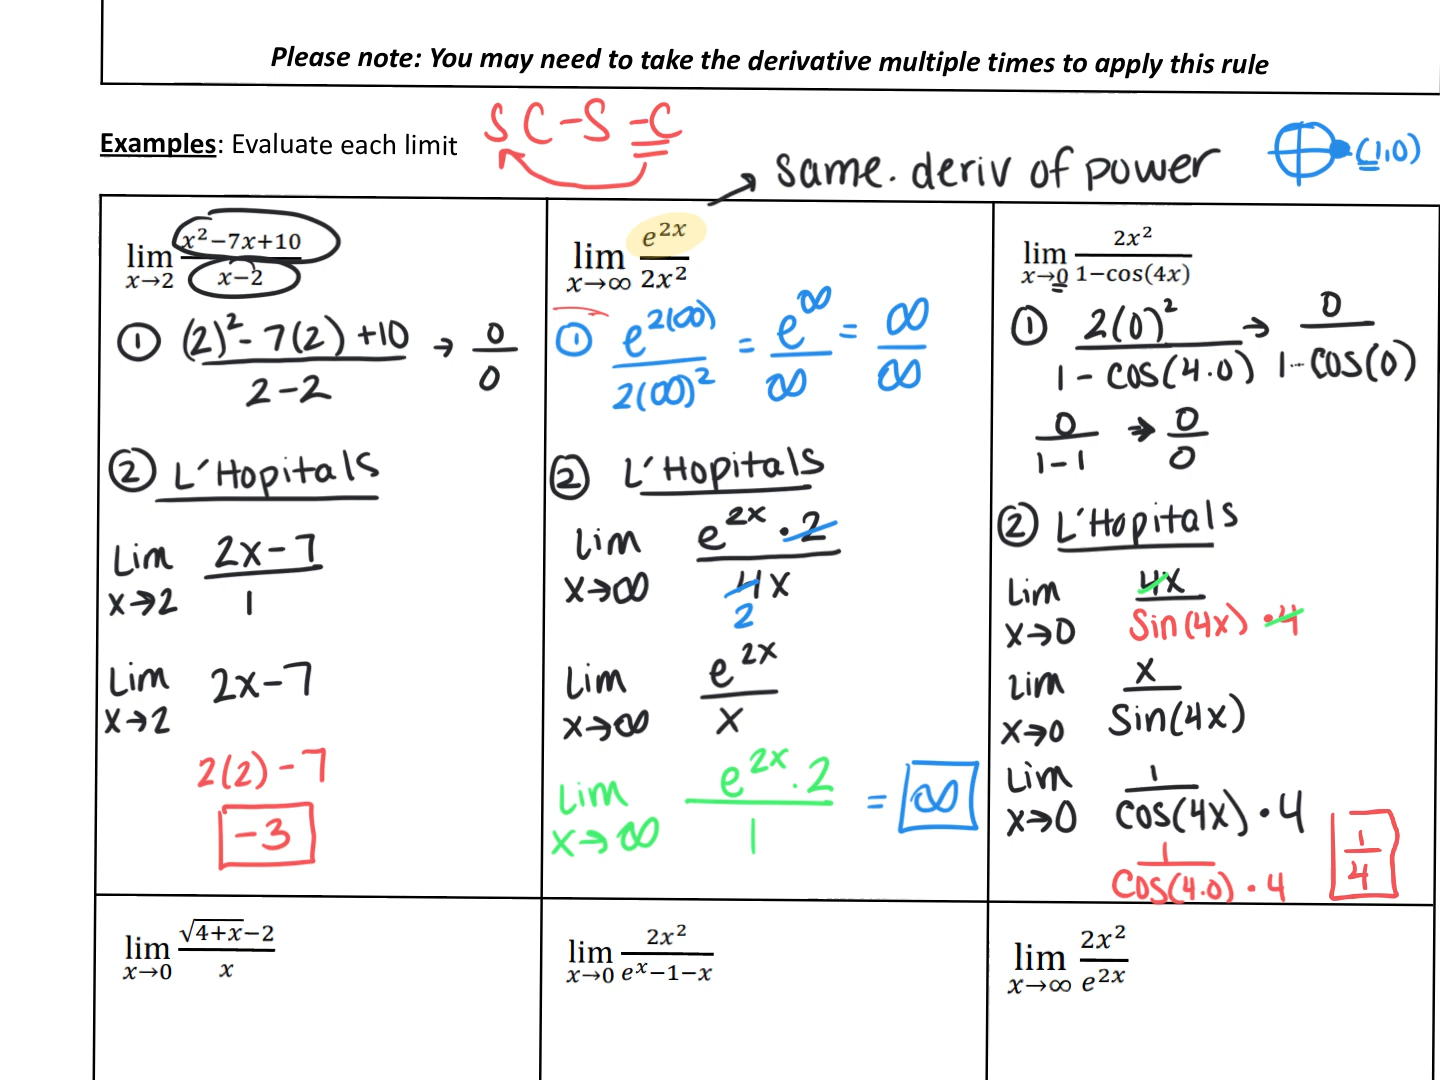 Please note: You may need to take the derivative multiple times to apply this rule
Examples: Evaluate each limit
S C -S -C
same. deriv of power
(1,0)
lim x→2 (x² −7x+10)/(x−2)
① ((2)² - 7(2) +10)/(2-2) → 0/0
② L'Hopitals
Lim x→2 (2x-7)/1
Lim x→2 2x-7
2(2) - 7
-3
lim x→∞ e^(2x)/(2x²)
① e^(2(∞))/(2(∞)²) = e^∞/∞ = ∞/∞
② L'Hopitals
Lim x→∞ (e^(2x) · 2)/(4x)
2
Lim x→∞ e^(2x)/x
Lim x→∞ (e^(2x) · 2)/1 = ∞
lim x→0 2x²/(1−cos(4x))
① 2(0)²/(1 - cos(4·0)) → 0/(1-cos(0))
0/(1-1) → 0/0
② L'Hopitals
Lim x→0 4x/(Sin(4x) · 4)
Lim x→0 x/Sin(4x)
Lim x→0 1/(cos(4x) · 4)
1/(cos(4·0) · 4)
1/4
lim x→0 (√(4+x)−2)/x
lim x→0 2x²/(e^x−1−x)
lim x→∞ 2x²/e^(2x)